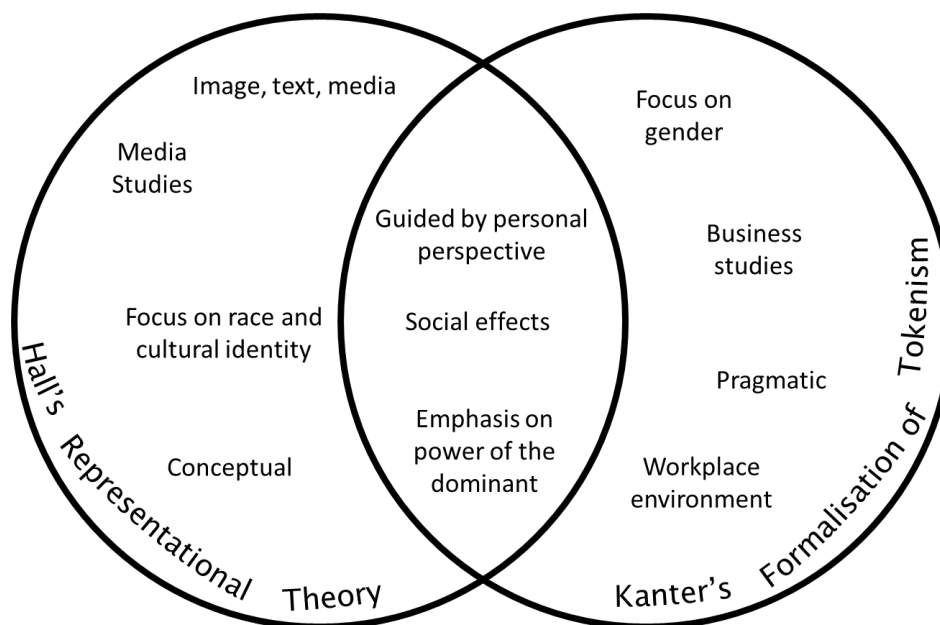 Image, text, media
Media
Studies
Focus on race and
cultural identity
Conceptual
Hall's Representational Theory
Guided by personal
perspective
Social effects
Emphasis on
power of the
dominant
Focus on
gender
Business
studies
Pragmatic
Workplace
environment
Kanter's Formalisation of Tokenism